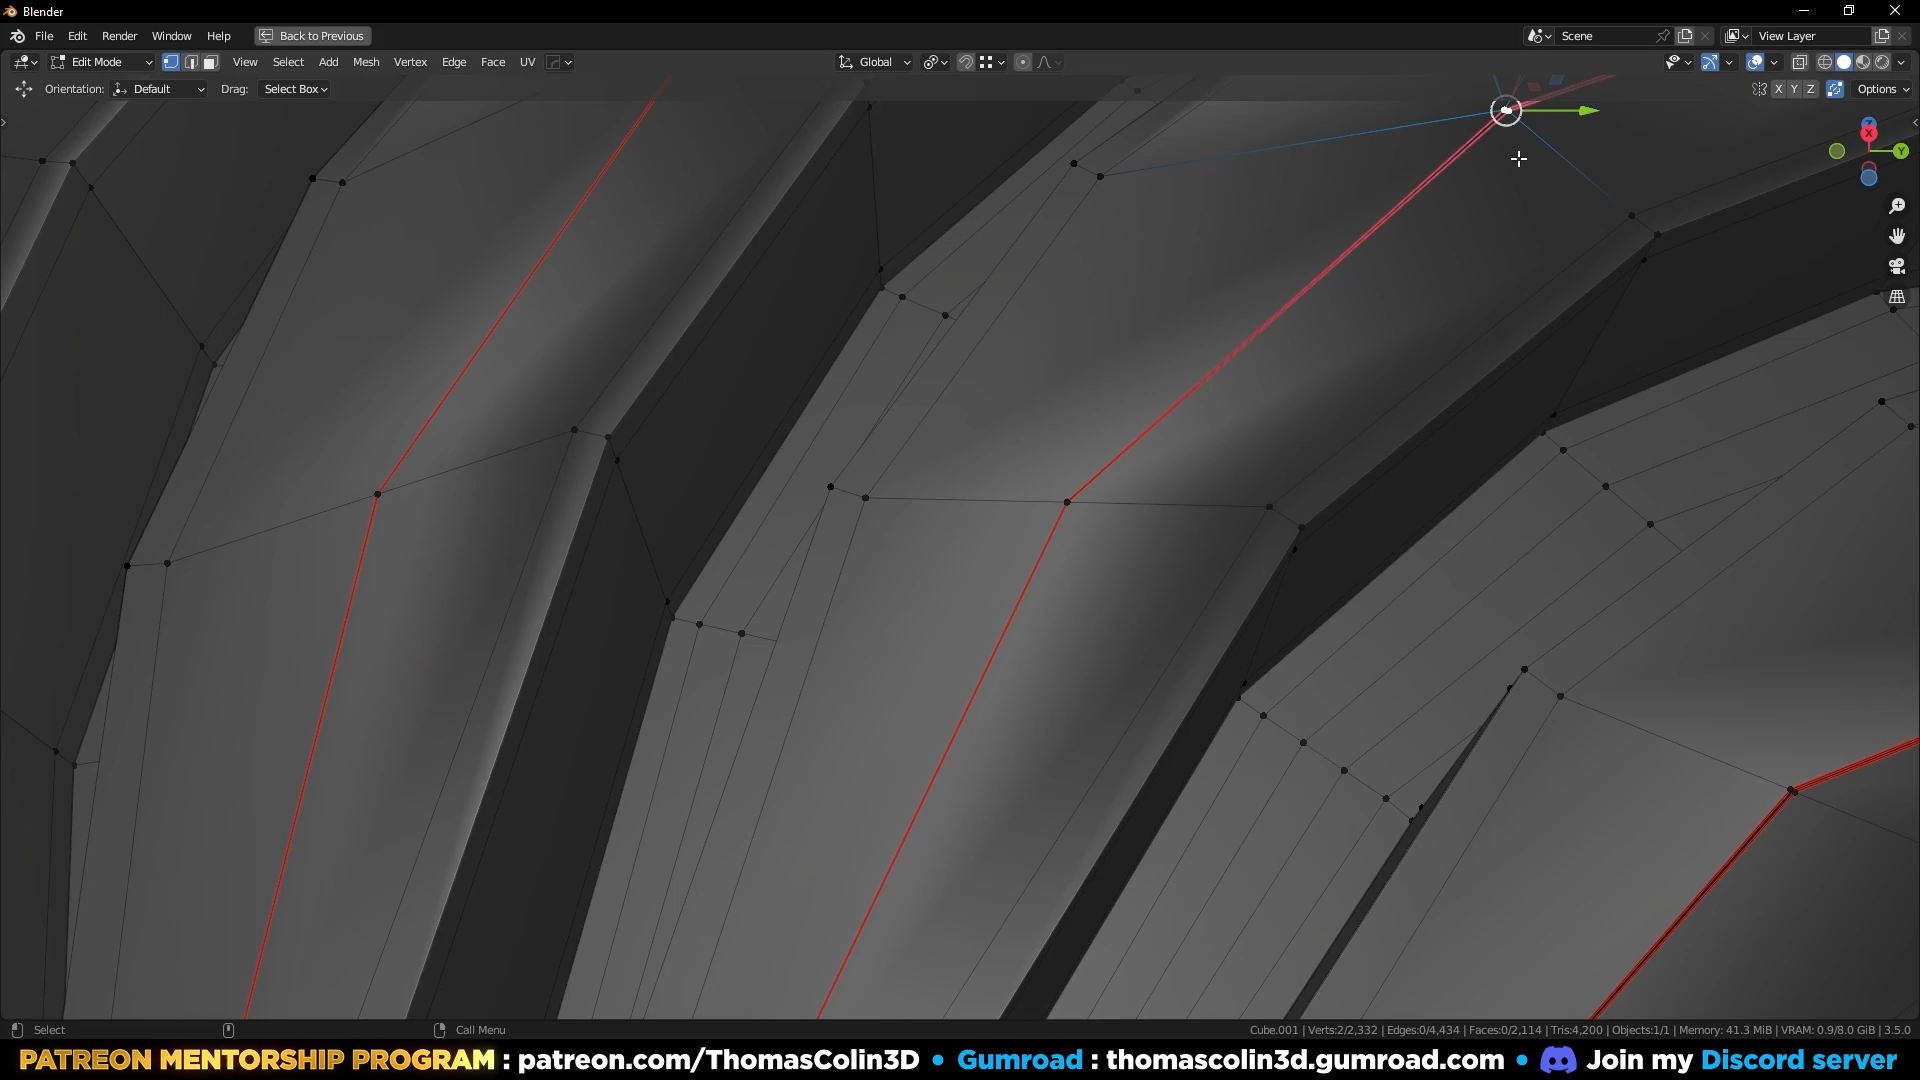 Blender
File Edit Render Window Help Back to Previous Scene View Layer
Edit Mode View Select Add Mesh Vertex Edge Face UV Global
Orientation: Default Drag: Select Box X Y Z Options
Z
X
Y
Select Call Menu Cube.001 | Verts:2/2,332 | Edges:0/4,434 | Faces:0/2,114 | Tris:4,200 | Objects:1/1 | Memory: 41.3 MiB | VRAM: 0.9/8.0 GiB | 3.5.0
PATREON MENTORSHIP PROGRAM : patreon.com/ThomasColin3D • Gumroad : thomascolin3d.gumroad.com • Join my Discord server